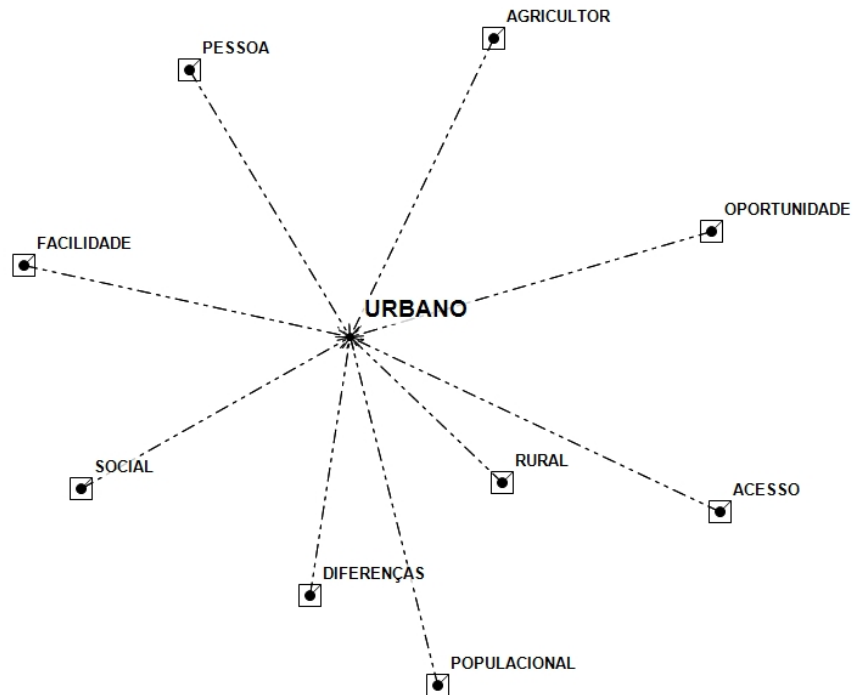 AGRICULTOR
PESSOA
OPORTUNIDADE
FACILIDADE
URBANO
RURAL
SOCIAL
ACESSO
DIFERENÇAS
POPULACIONAL